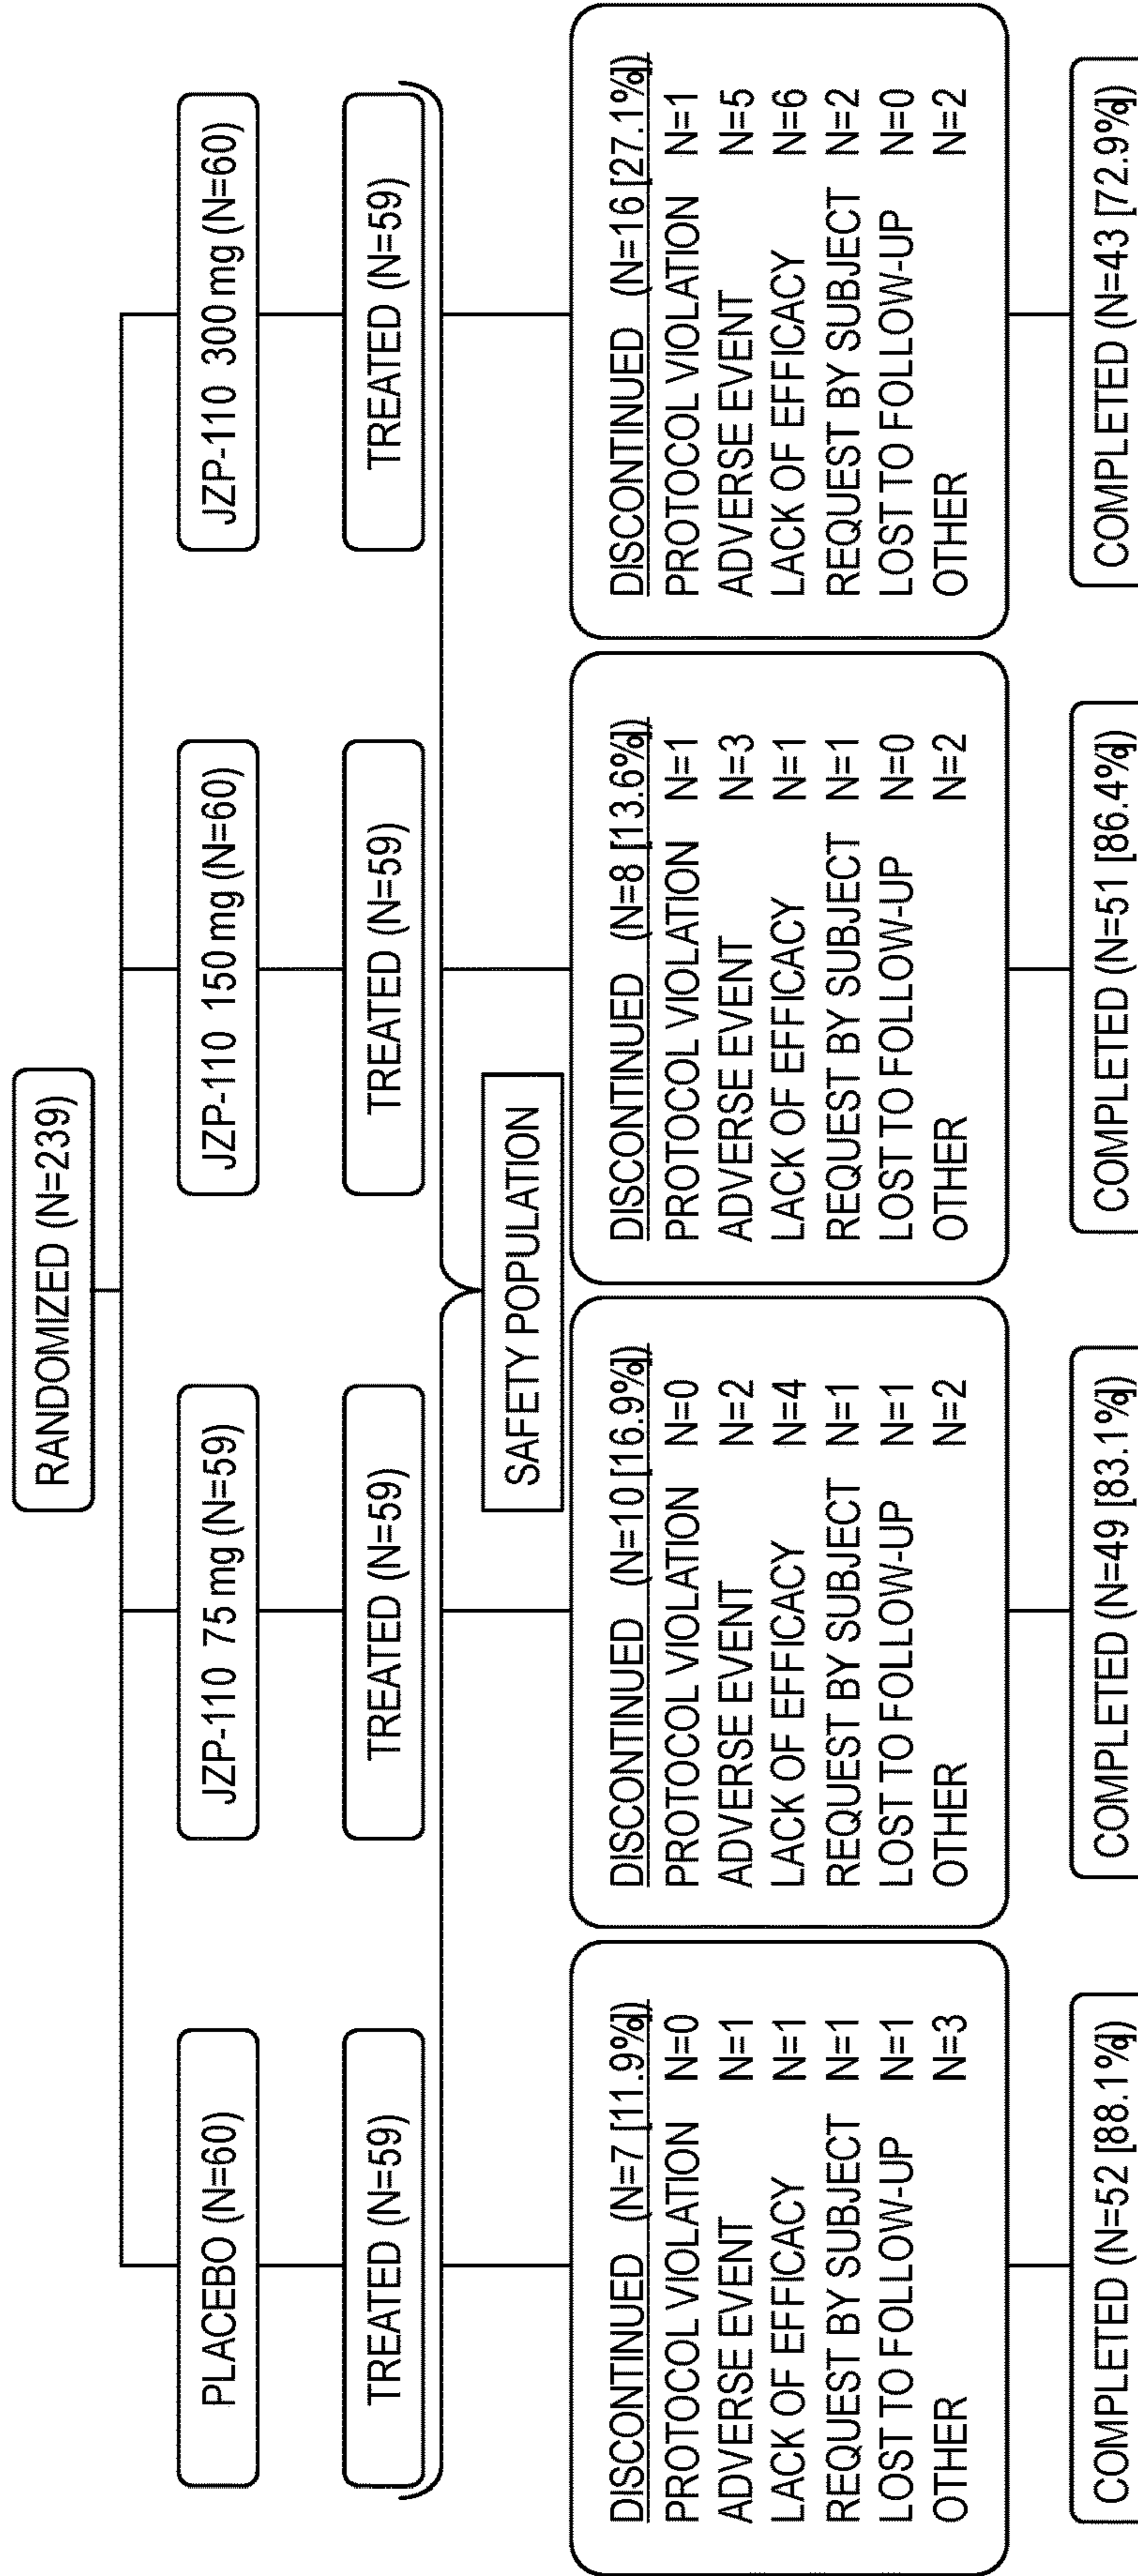 RANDOMIZED (N=239)
PLACEBO (N=60)
JZP-110 75 mg (N=59)
JZP-110 150 mg (N=60)
JZP-110 300 mg (N=60)
TREATED (N=59)
TREATED (N=59)
TREATED (N=59)
TREATED (N=59)
SAFETY POPULATION
DISCONTINUED (N=7 [11.9%])
PROTOCOL VIOLATION N=0
ADVERSE EVENT N=1
LACK OF EFFICACY N=1
REQUEST BY SUBJECT N=1
LOST TO FOLLOW-UP N=1
OTHER N=3
DISCONTINUED (N=10 [16.9%])
PROTOCOL VIOLATION N=0
ADVERSE EVENT N=2
LACK OF EFFICACY N=4
REQUEST BY SUBJECT N=1
LOST TO FOLLOW-UP N=1
OTHER N=2
DISCONTINUED (N=8 [13.6%])
PROTOCOL VIOLATION N=1
ADVERSE EVENT N=3
LACK OF EFFICACY N=1
REQUEST BY SUBJECT N=1
LOST TO FOLLOW-UP N=0
OTHER N=2
DISCONTINUED (N=16 [27.1%])
PROTOCOL VIOLATION N=1
ADVERSE EVENT N=5
LACK OF EFFICACY N=6
REQUEST BY SUBJECT N=2
LOST TO FOLLOW-UP N=0
OTHER N=2
COMPLETED (N=52 [88.1%])
COMPLETED (N=49 [83.1%])
COMPLETED (N=51 [86.4%])
COMPLETED (N=43 [72.9%])